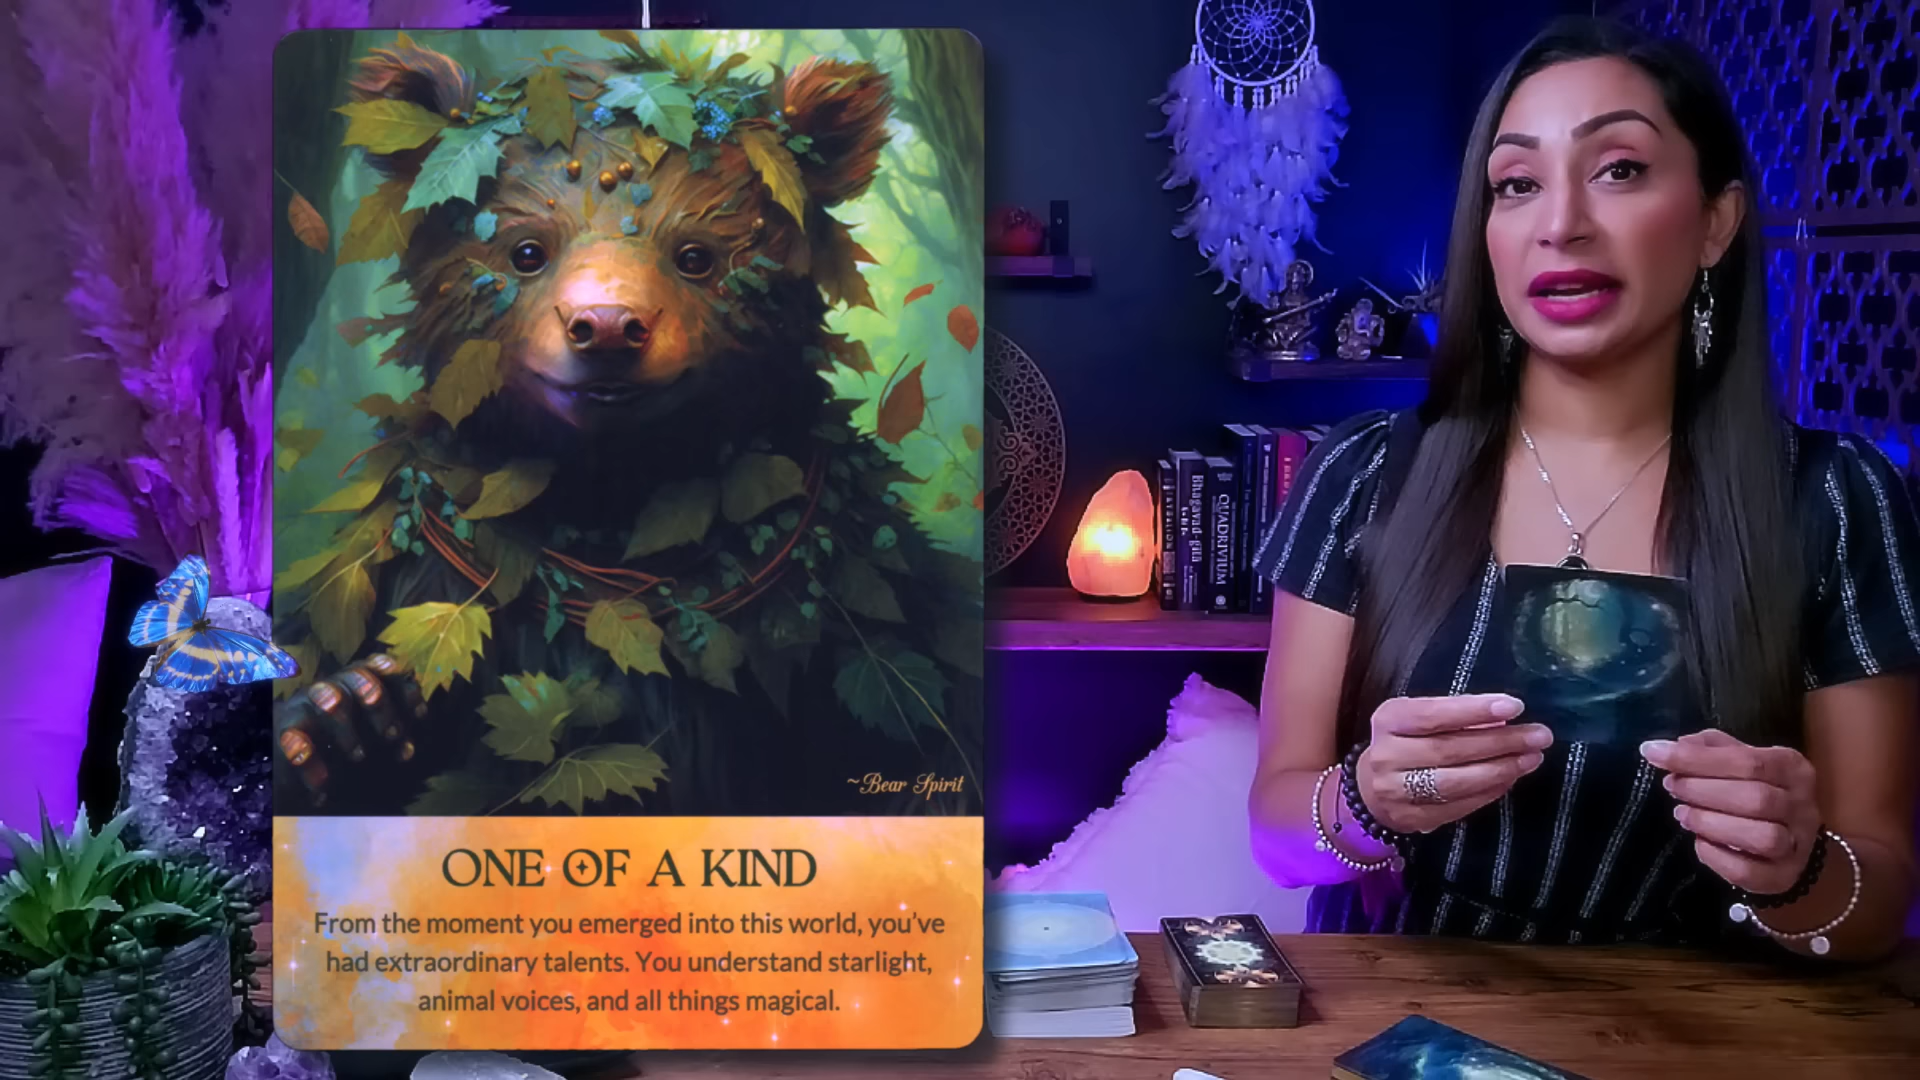 ~Bear Spirit
ONE OF A KIND
From the moment you emerged into this world, you've
had extraordinary talents. You understand starlight,
animal voices, and all things magical.
Bhagavad-gītā
QUADRIVIUM